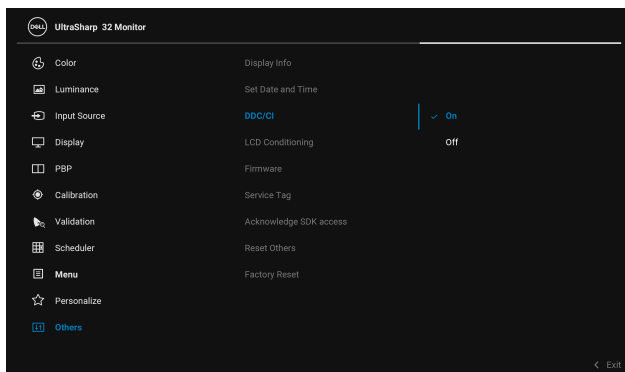 DELL UltraSharp 32 Monitor
Color Display Info
Luminance Set Date and Time
Input Source DDC/CI On
Display LCD Conditioning Off
PBP Firmware
Calibration Service Tag
Validation Acknowledge SDK access
Scheduler Reset Others
Menu Factory Reset
Personalize
Others
Exit